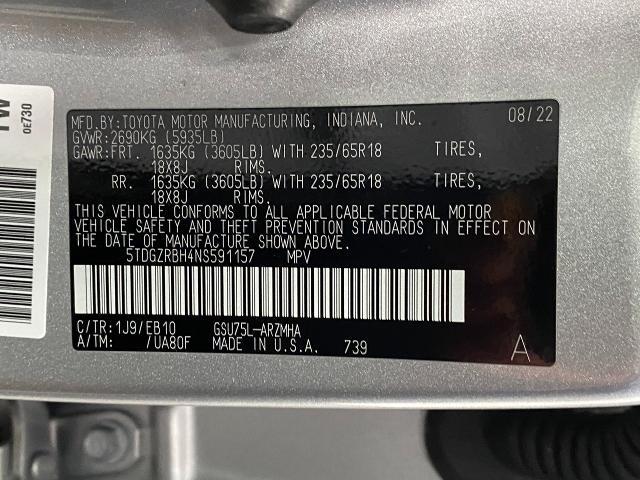 TW
0E730
MFD.BY:TOYOTA MOTOR MANUFACTURING, INDIANA, INC. 08/22
GVWR:2690KG (5935LB)
GAWR:FRT. 1635KG (3605LB) WITH 235/65R18 TIRES,
18X8J RIMS.
RR. 1635KG (3605LB) WITH 235/65R18 TIRES,
18X8J RIMS.
THIS VEHICLE CONFORMS TO ALL APPLICABLE FEDERAL MOTOR
VEHICLE SAFETY AND THEFT PREVENTION STANDARDS IN EFFECT ON
THE DATE OF MANUFACTURE SHOWN ABOVE.
5TDGZRBH4NS591157 MPV
C/TR:1J9/EB10 GSU75L-ARZMHA
A/TM: /UA80F MADE IN U.S.A. 739 A